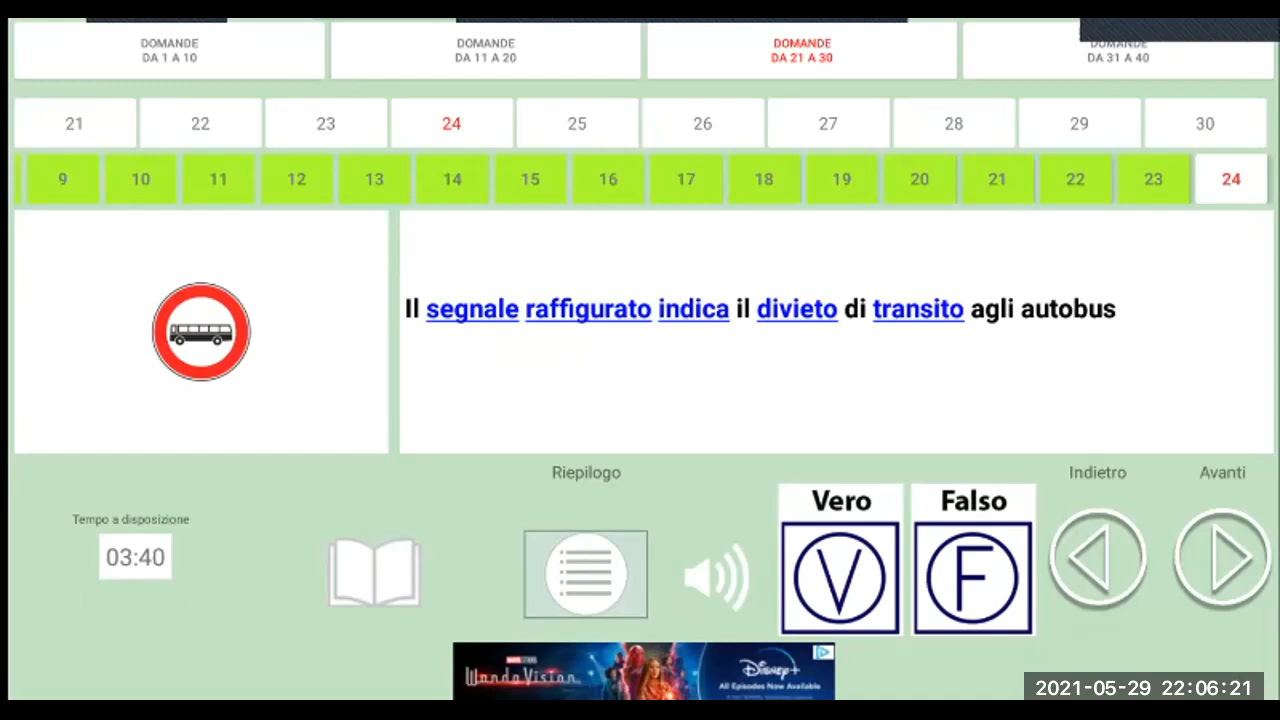 DOMANDE DOMANDE DOMANDE DOMANDE
DA 1 A 10 DA 11 A 20 DA 21 A 30 DA 31 A 40
21 22 23 24 25 26 27 28 29 30
9 10 11 12 13 14 15 16 17 18 19 20 21 22 23 24
Il segnale raffigurato indica il divieto di transito agli autobus
Riepilogo
Indietro Avanti
Vero Falso
V F
Tempo a disposizione
03:40
WandaVision
Disney+
All Episodes Now Available
2021-05-29 22:06:21